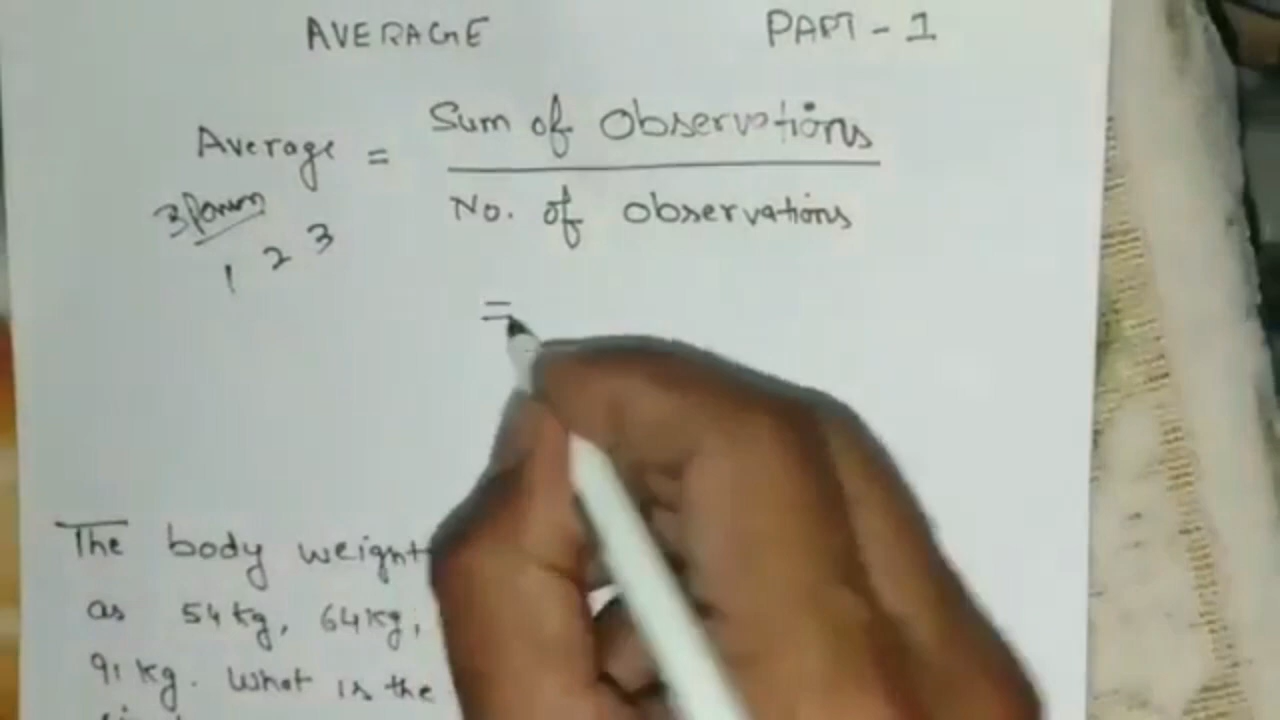 AVERAGE PART - 1
Sum of Observations
Average =
No. of observations
1 2 3
=
The body weight
as 54 kg, 64 kg,
91 kg. What is the